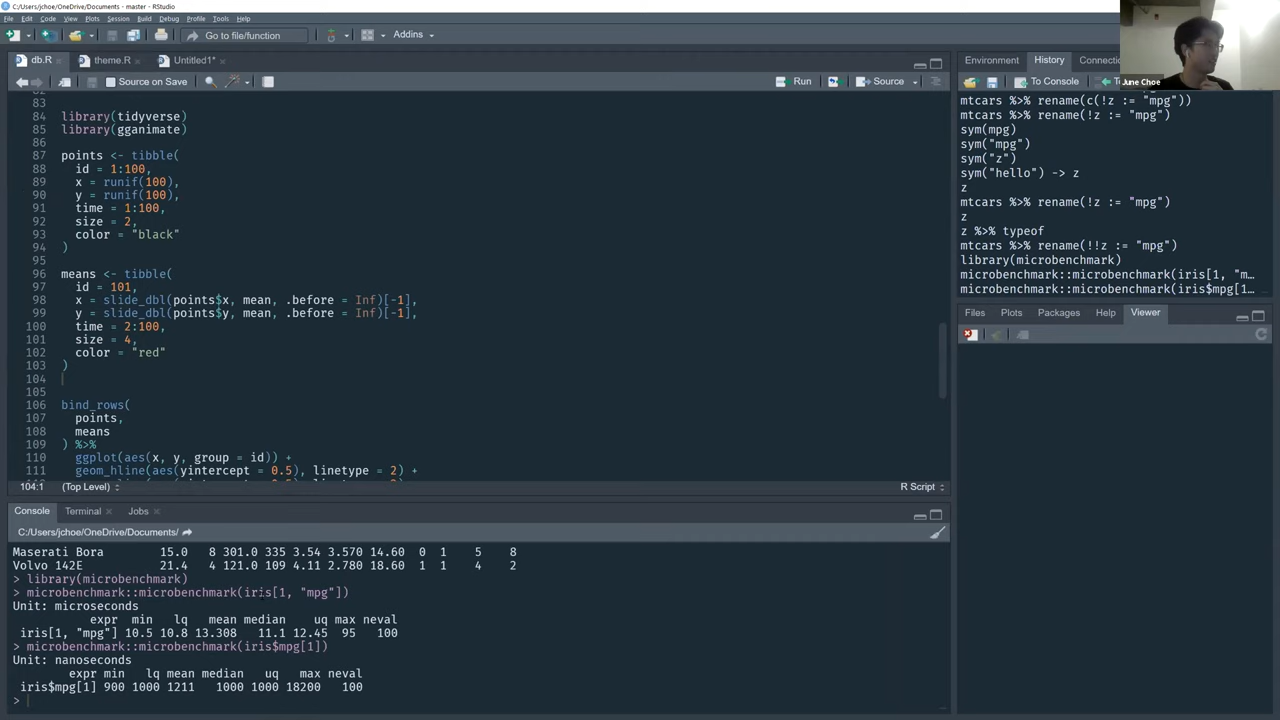 C:/Users/jchoe/OneDrive/Documents - master - RStudio
File Edit Code View Plots Session Build Debug Profile Tools Help
Go to file/function
Addins
db.R
theme.R
Untitled1*
Source on Save
Run
Source
83
84 library(tidyverse)
85 library(gganimate)
86
87 points <- tibble(
88 id = 1:100,
89 x = runif(100),
90 y = runif(100),
91 time = 1:100,
92 size = 2,
93 color = "black"
94 )
95
96 means <- tibble(
97 id = 101,
98 x = slide_dbl(points$x, mean, .before = Inf)[-1],
99 y = slide_dbl(points$y, mean, .before = Inf)[-1],
100 time = 2:100,
101 size = 4,
102 color = "red"
103 )
104
105
106 bind_rows(
107 points,
108 means
109 ) %>%
110 ggplot(aes(x, y, group = id)) +
111 geom_hline(aes(yintercept = 0.5), linetype = 2) +
104:1 (Top Level)
R Script
Console Terminal Jobs
C:/Users/jchoe/OneDrive/Documents/
Maserati Bora 15.0 8 301.0 335 3.54 3.570 14.60 0 1 5 8
Volvo 142E 21.4 4 121.0 109 4.11 2.780 18.60 1 1 4 2
> library(microbenchmark)
> microbenchmark::microbenchmark(iris[1, "mpg"])
Unit: microseconds
expr min lq mean median uq max neval
iris[1, "mpg"] 10.5 10.8 13.308 11.1 12.45 95 100
> microbenchmark::microbenchmark(iris$mpg[1])
Unit: nanoseconds
expr min lq mean median uq max neval
iris$mpg[1] 900 1000 1211 1000 1000 18200 100
>
June Choe
Environment History Connec
To Console
mtcars %>% rename(c(!z := "mpg"))
mtcars %>% rename(!z := "mpg")
sym(mpg)
sym("mpg")
sym("z")
sym("hello") -> z
z
mtcars %>% rename(!z := "mpg")
z
z %>% typeof
mtcars %>% rename(!!z := "mpg")
library(microbenchmark)
microbenchmark::microbenchmark(iris[1, "m…
microbenchmark::microbenchmark(iris$mpg[1…
Files Plots Packages Help Viewer